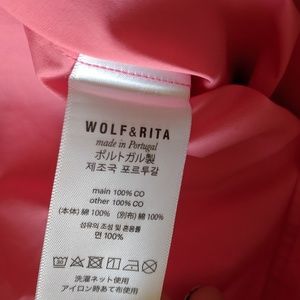 WOLF&RITA
made in Portugal
ポルトガル製
제조국 포르투갈
main 100% CO
other 100% CO
(本体) 綿 100% (別布) 綿 100%
섬유의 조성 및 혼용률
면 100%
洗濯ネット使用
アイロン時あて布使用